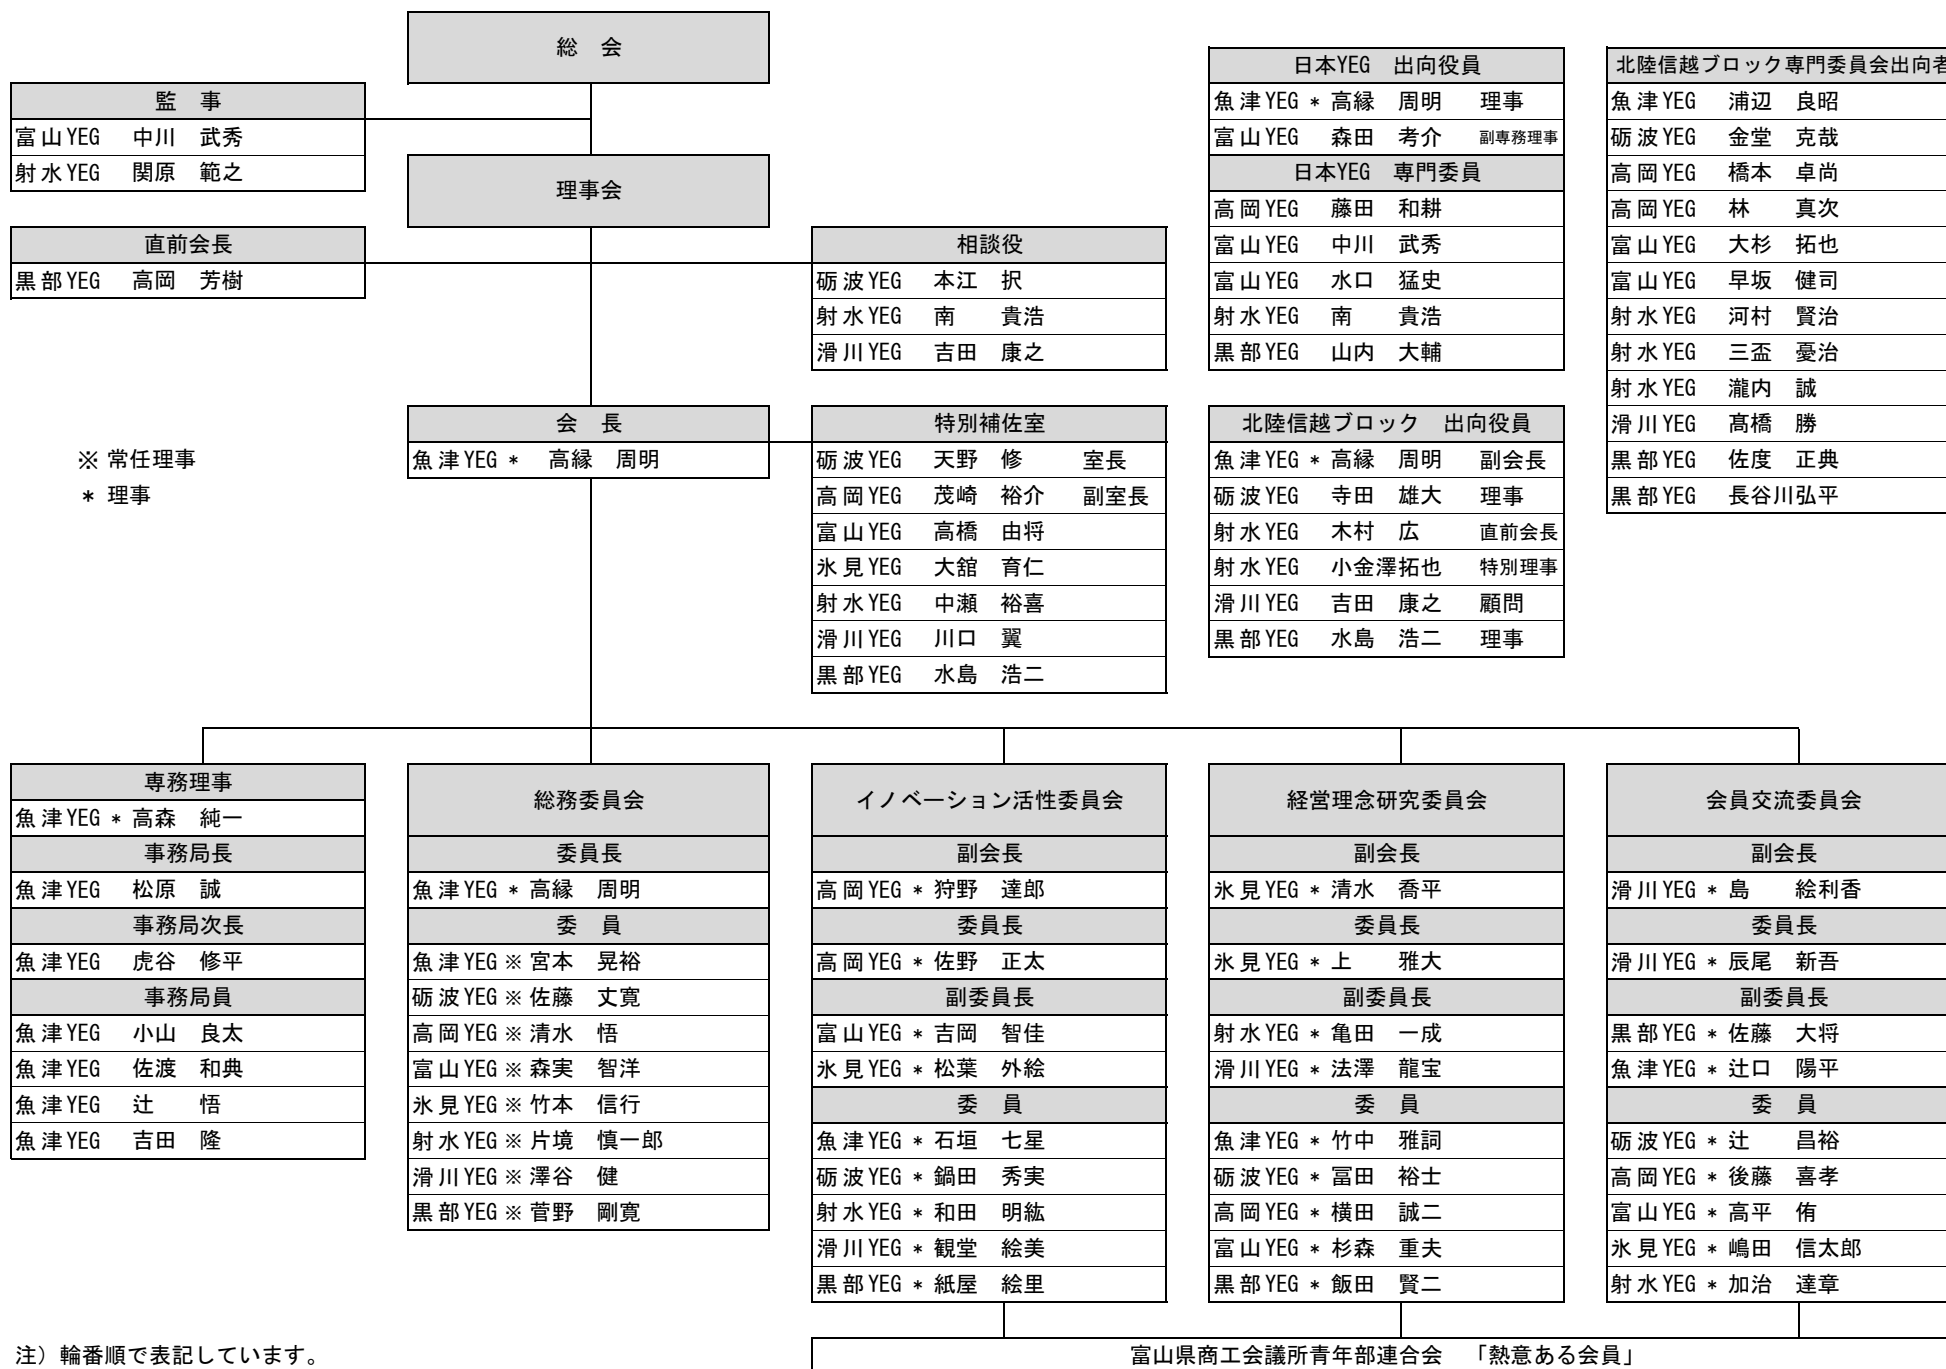 総　会
監　事
富山YEG　中川　武秀
射水YEG　関原　範之
理事会
直前会長
黒部YEG　高岡　芳樹
相談役
砺波YEG　本江　択
射水YEG　南　貴浩
滑川YEG　吉田　康之
日本YEG　出向役員
魚津YEG * 高縁　周明　理事
富山YEG　森田　考介　副専務理事
日本YEG　専門委員
高岡YEG　藤田　和耕
富山YEG　中川　武秀
富山YEG　水口　猛史
射水YEG　南　貴浩
黒部YEG　山内　大輔
北陸信越ブロック専門委員会出向者
魚津YEG　浦辺　良昭
砺波YEG　金堂　克哉
高岡YEG　橋本　卓尚
高岡YEG　林　真次
富山YEG　大杉　拓也
富山YEG　早坂　健司
射水YEG　河村　賢治
射水YEG　三盃　憂治
射水YEG　瀧内　誠
滑川YEG　髙橋　勝
黒部YEG　佐度　正典
黒部YEG　長谷川弘平
※ 常任理事
* 理事
会　長
魚津YEG *　高縁　周明
特別補佐室
砺波YEG　天野　修　室長
高岡YEG　茂崎　裕介　副室長
富山YEG　高橋　由将
氷見YEG　大舘　育仁
射水YEG　中瀬　裕喜
滑川YEG　川口　翼
黒部YEG　水島　浩二
北陸信越ブロック　出向役員
魚津YEG * 高縁　周明　副会長
砺波YEG　寺田　雄大　理事
射水YEG　木村　広　直前会長
射水YEG　小金澤拓也　特別理事
滑川YEG　吉田　康之　顧問
黒部YEG　水島　浩二　理事
専務理事
魚津YEG * 高森　純一
事務局長
魚津YEG　松原　誠
事務局次長
魚津YEG　虎谷　修平
事務局員
魚津YEG　小山　良太
魚津YEG　佐渡　和典
魚津YEG　辻　悟
魚津YEG　吉田　隆
総務委員会
委員長
魚津YEG * 高縁　周明
委　員
魚津YEG ※ 宮本　晃裕
砺波YEG ※ 佐藤　丈寛
高岡YEG ※ 清水　悟
富山YEG ※ 森実　智洋
氷見YEG ※ 竹本　信行
射水YEG ※ 片境　慎一郎
滑川YEG ※ 澤谷　健
黒部YEG ※ 菅野　剛寛
イノベーション活性委員会
副会長
高岡YEG * 狩野　達郎
委員長
高岡YEG * 佐野　正太
副委員長
富山YEG * 吉岡　智佳
氷見YEG * 松葉　外絵
委　員
魚津YEG * 石垣　七星
砺波YEG * 鍋田　秀実
射水YEG * 和田　明紘
滑川YEG * 観堂　絵美
黒部YEG * 紙屋　絵里
経営理念研究委員会
副会長
氷見YEG * 清水　喬平
委員長
氷見YEG * 上　雅大
副委員長
射水YEG * 亀田　一成
滑川YEG * 法澤　龍宝
委　員
魚津YEG * 竹中　雅詞
砺波YEG * 冨田　裕士
高岡YEG * 横田　誠二
富山YEG * 杉森　重夫
黒部YEG * 飯田　賢二
会員交流委員会
副会長
滑川YEG * 島　絵利香
委員長
滑川YEG * 辰尾　新吾
副委員長
黒部YEG * 佐藤　大将
魚津YEG * 辻口　陽平
委　員
砺波YEG * 辻　昌裕
高岡YEG * 後藤　喜孝
富山YEG * 高平　侑
氷見YEG * 嶋田　信太郎
射水YEG * 加治　達章
注）輪番順で表記しています。
富山県商工会議所青年部連合会　「熱意ある会員」